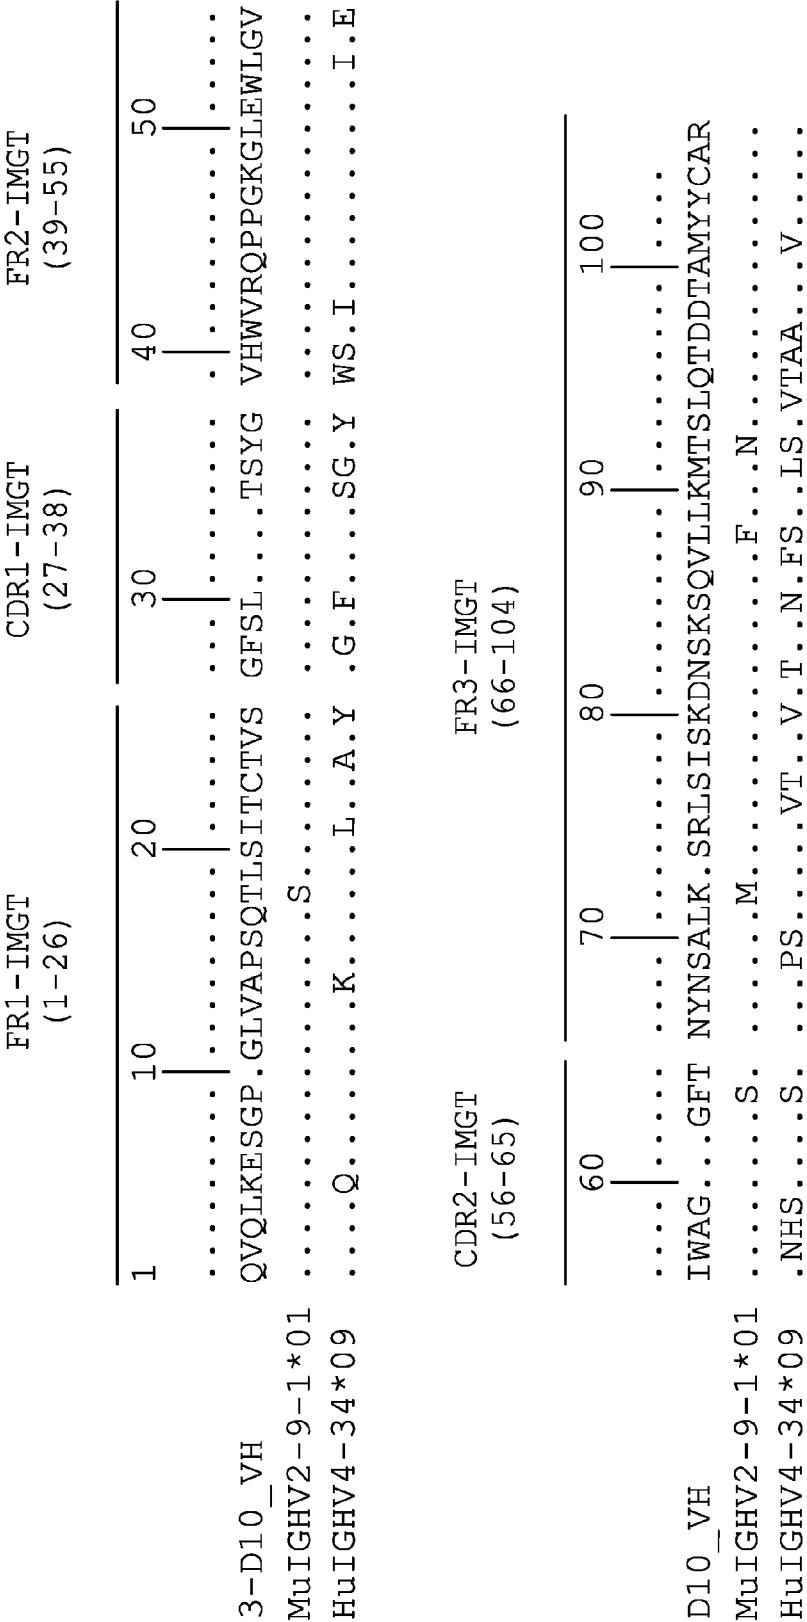 FR1-IMGT CDR1-IMGT FR2-IMGT
(1-26) (27-38) (39-55)
1 10 20 30 40 50
.......................... ............ .................
3-D10_VH QVQLKESGP.GLVAPSQTLSITCTVS GFSL....TSYG VHWVRQPPGKGLEWLGV
MuIGHV2-9-1*01 .................S........ ............ .................
HuIGHV4-34*09 ....Q........K......L..A.Y .G.F....SG.Y WS.I..........I.E
CDR2-IMGT FR3-IMGT
(56-65) (66-104)
60 70 80 90 100
.......... .......................................
D10_VH IWAG...GFT NYNSALK.SRLSISKDNSKSQVLLKMTSLQTDDTAMYYCAR
MuIGHV2-9-1*01 ........S. ......M...............F...N..............
HuIGHV4-34*09 .NHS....S. ...PS.....VT..V.T..N.FS..LS.VTAA...V.....